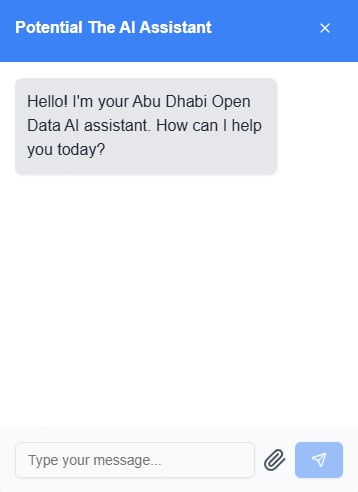 Potential The AI Assistant
Hello! I'm your Abu Dhabi Open
Data AI assistant. How can I help
you today?
Type your message...